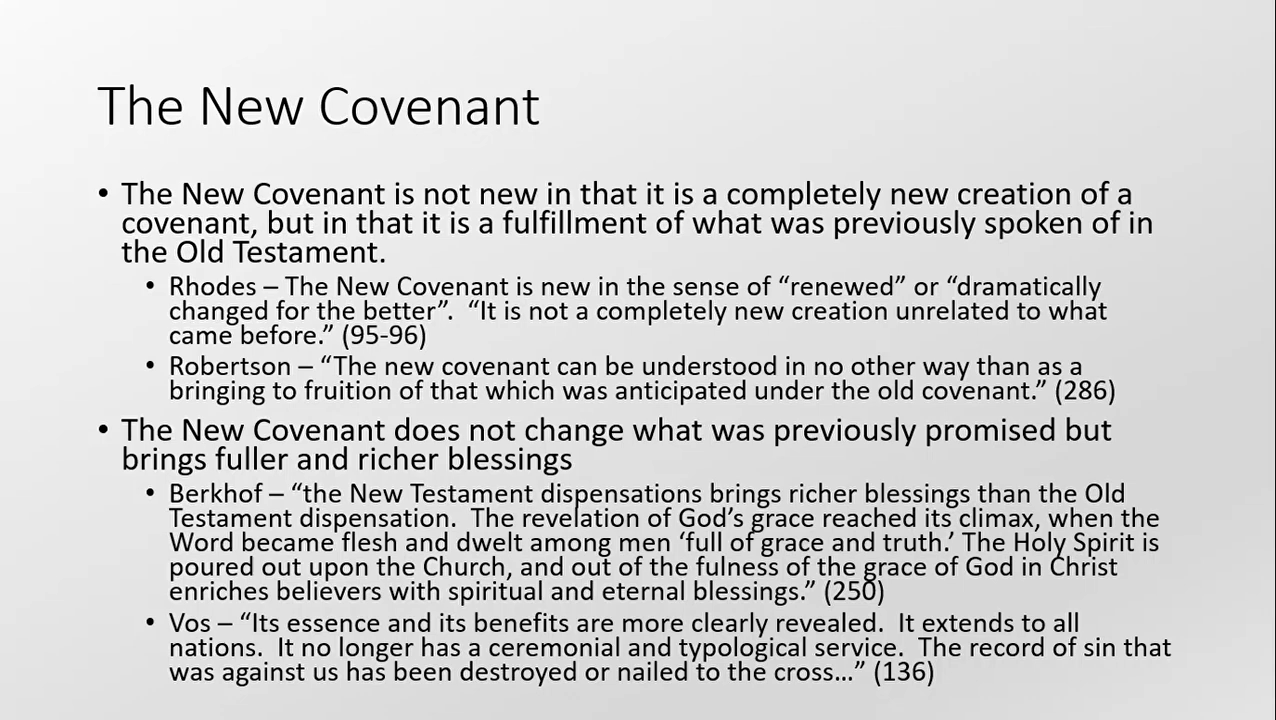 The New Covenant
• The New Covenant is not new in that it is a completely new creation of a
covenant, but in that it is a fulfillment of what was previously spoken of in
the Old Testament.
• Rhodes – The New Covenant is new in the sense of “renewed” or “dramatically
changed for the better”.  “It is not a completely new creation unrelated to what
came before.” (95-96)
• Robertson – “The new covenant can be understood in no other way than as a
bringing to fruition of that which was anticipated under the old covenant.” (286)
• The New Covenant does not change what was previously promised but
brings fuller and richer blessings
• Berkhof – “the New Testament dispensations brings richer blessings than the Old
Testament dispensation.  The revelation of God’s grace reached its climax, when the
Word became flesh and dwelt among men ‘full of grace and truth.’ The Holy Spirit is
poured out upon the Church, and out of the fulness of the grace of God in Christ
enriches believers with spiritual and eternal blessings.” (250)
• Vos – “Its essence and its benefits are more clearly revealed.  It extends to all
nations.  It no longer has a ceremonial and typological service.  The record of sin that
was against us has been destroyed or nailed to the cross…” (136)